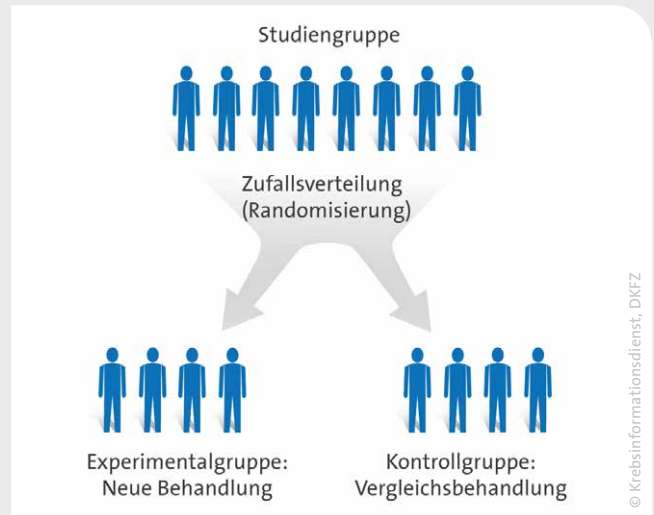 Studiengruppe
Zufallsverteilung
(Randomisierung)
Experimentalgruppe:
Neue Behandlung
Kontrollgruppe:
Vergleichsbehandlung
© Krebsinformationsdienst, DKFZ